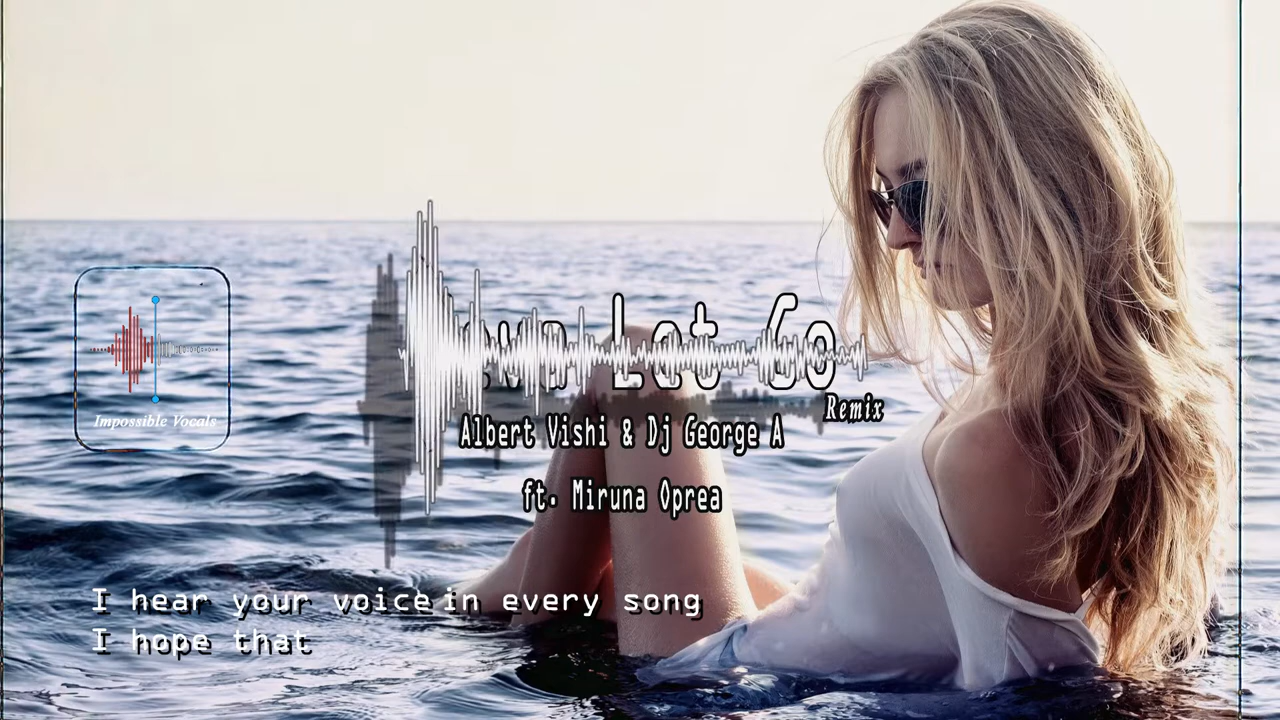 Let Go
Remix
Albert Vishi & Dj George A
ft. Miruna Oprea
Impossible Vocals
I hear your voice in every song
I hope that